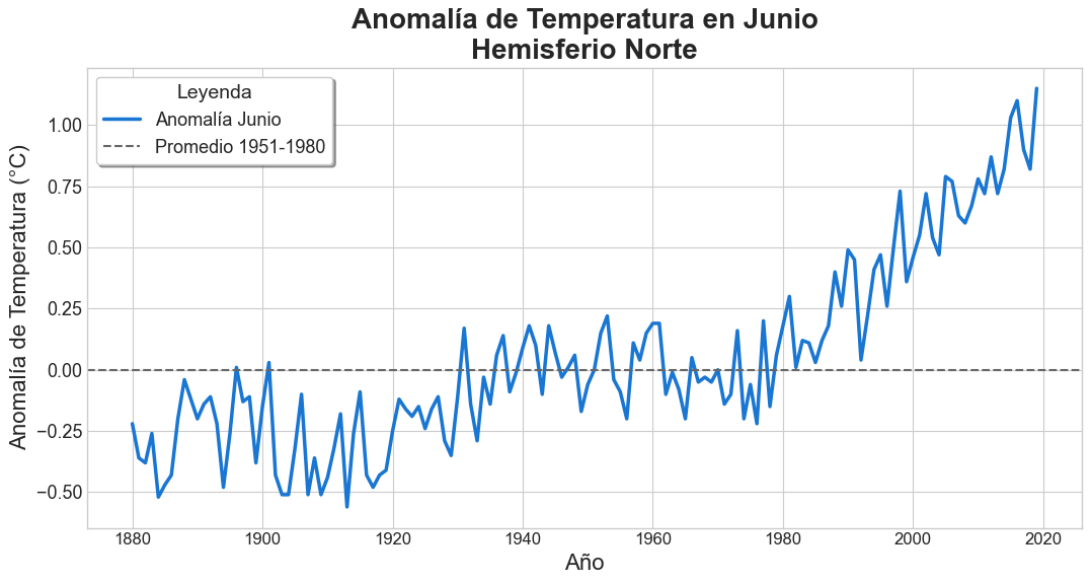 Anomalía de Temperatura en Junio
Hemisferio Norte
Leyenda
Anomalía Junio
Promedio 1951-1980
Anomalía de Temperatura (°C)
1.00
0.75
0.50
0.25
0.00
−0.25
−0.50
1880 1900 1920 1940 1960 1980 2000 2020
Año